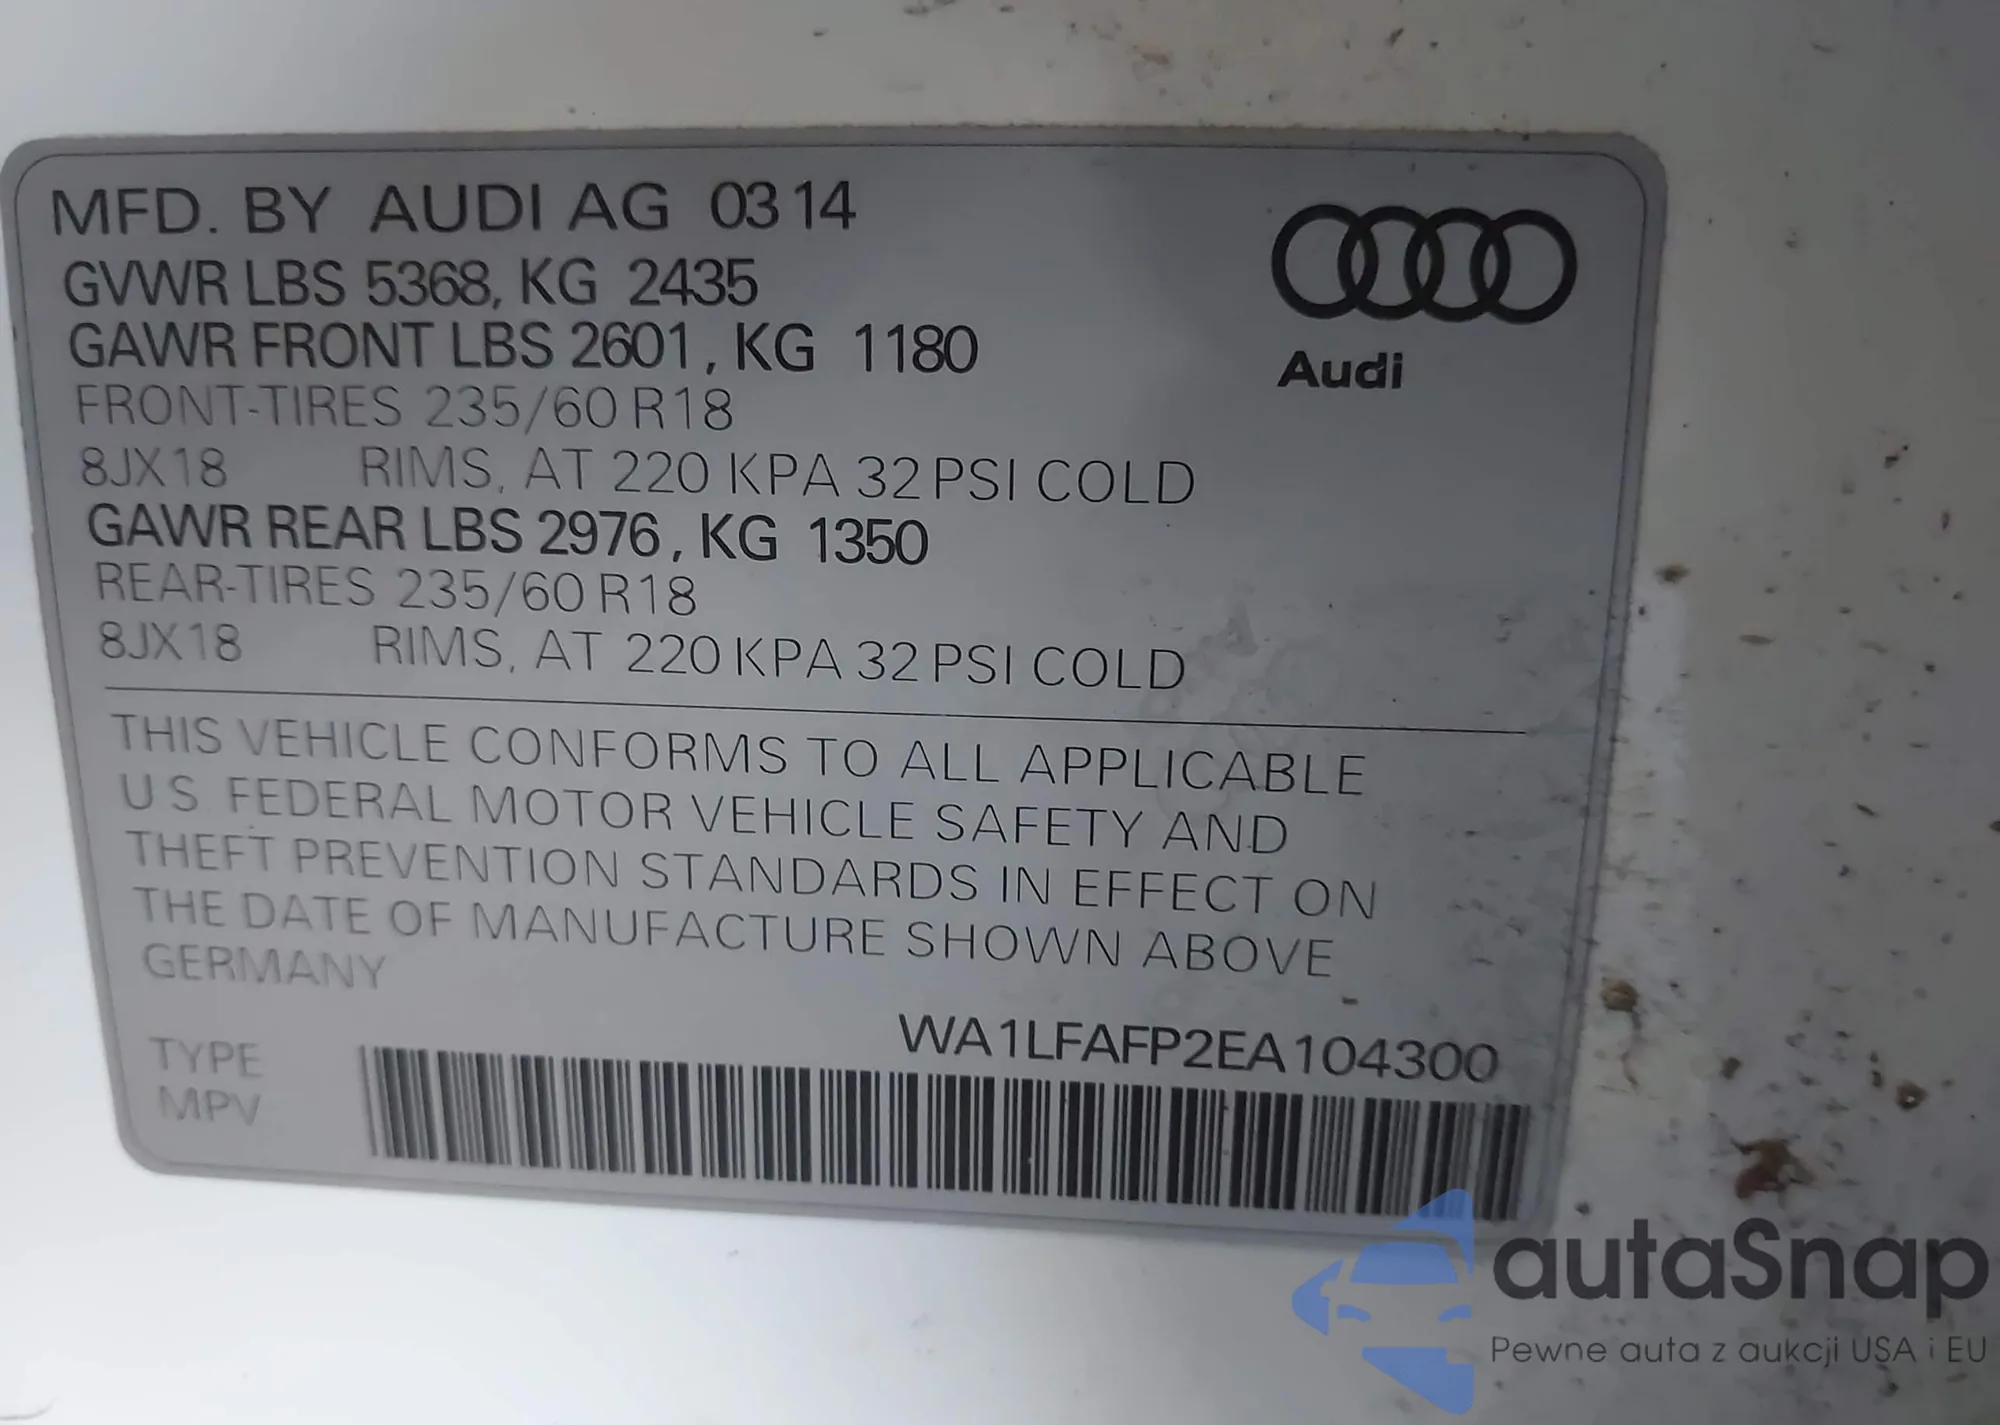 MFD. BY AUDI AG 03 14
GVWR LBS 5368, KG 2435
GAWR FRONT LBS 2601, KG 1180
FRONT-TIRES 235/60 R18
8JX18 RIMS, AT 220 KPA 32 PSI COLD
GAWR REAR LBS 2976, KG 1350
REAR-TIRES 235/60 R18
8JX18 RIMS, AT 220 KPA 32 PSI COLD
Audi
THIS VEHICLE CONFORMS TO ALL APPLICABLE
U S FEDERAL MOTOR VEHICLE SAFETY AND
THEFT PREVENTION STANDARDS IN EFFECT ON
THE DATE OF MANUFACTURE SHOWN ABOVE
GERMANY
WA1LFAFP2EA104300
TYPE
MPV
autaSnap
Pewne auta z aukcji USA i EU